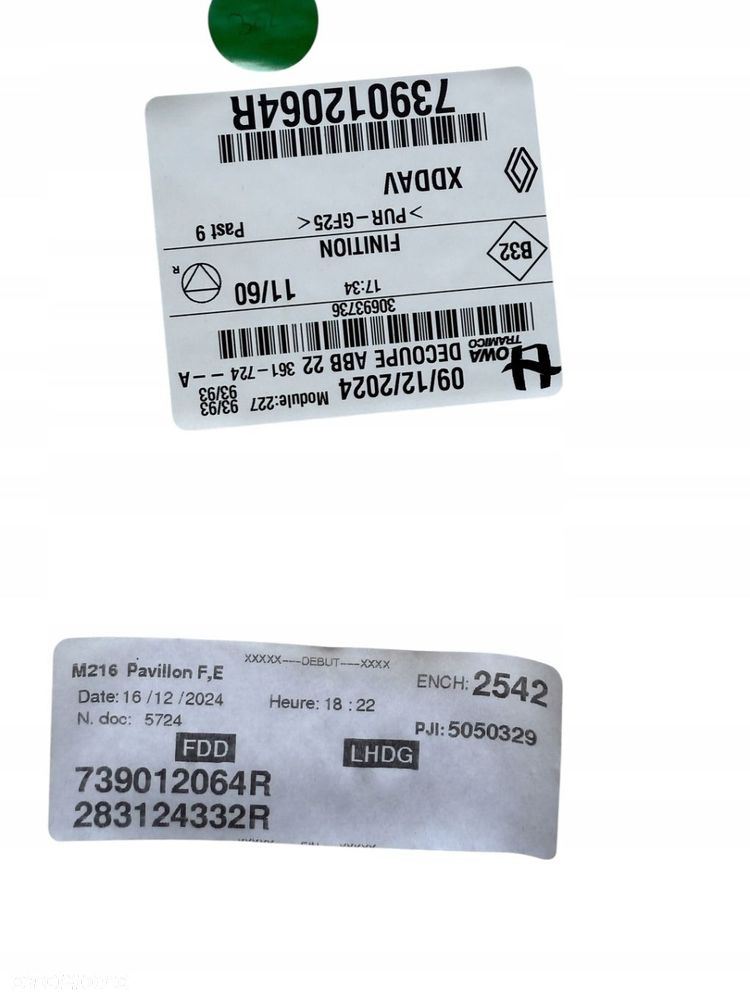 09/12/2024 Module:227 93/93
93/93
HOWA TRAMICO DECOUPE ABB 22 361-724 --A
30693736
17:34 11/60 R
B32 FINITION
>PUR-GF25< Past 9
XDDAV
739012064R
XXXXX---DEBUT---XXXX
M216 Pavillon F,E ENCH: 2542
Date: 16 /12 /2024 Heure: 18 : 22
N. doc: 5724 PJI: 5050329
FDD LHDG
739012064R
283124332R